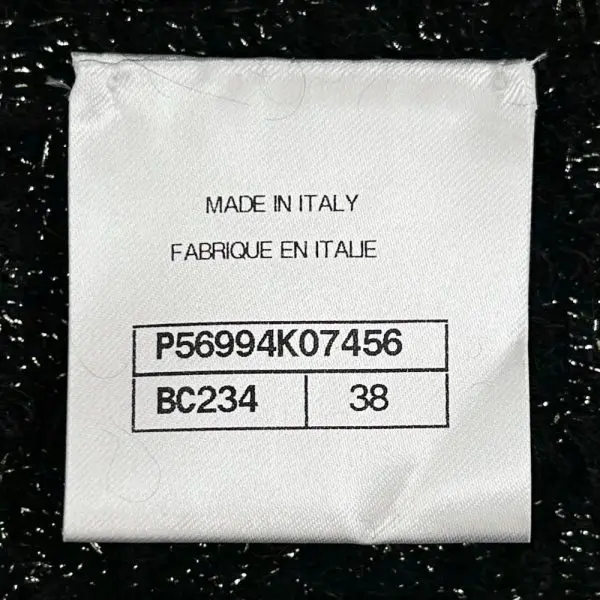 MADE IN ITALY
FABRIQUE EN ITALIE
P56994K07456
BC234 38